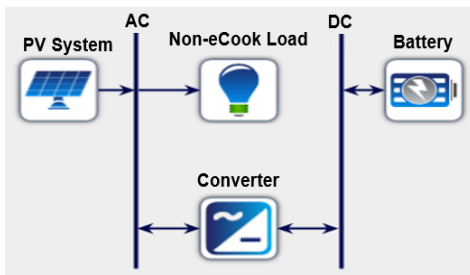 AC
DC
PV System
Non-eCook Load
Battery
Converter